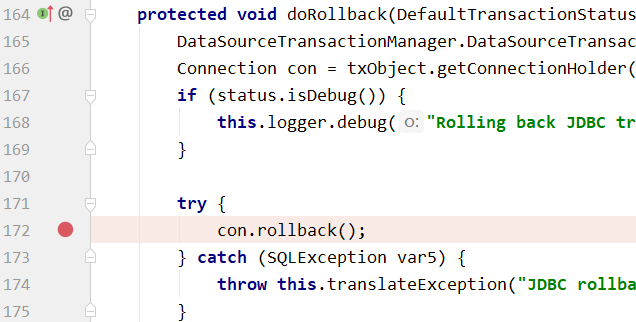 164 @ protected void doRollback(DefaultTransactionStatus
165 DataSourceTransactionManager.DataSourceTransac
166 Connection con = txObject.getConnectionHolder(
167 if (status.isDebug()) {
168 this.logger.debug( o: "Rolling back JDBC tr
169 }
170
171 try {
172 con.rollback();
173 } catch (SQLException var5) {
174 throw this.translateException("JDBC rollba
175 }